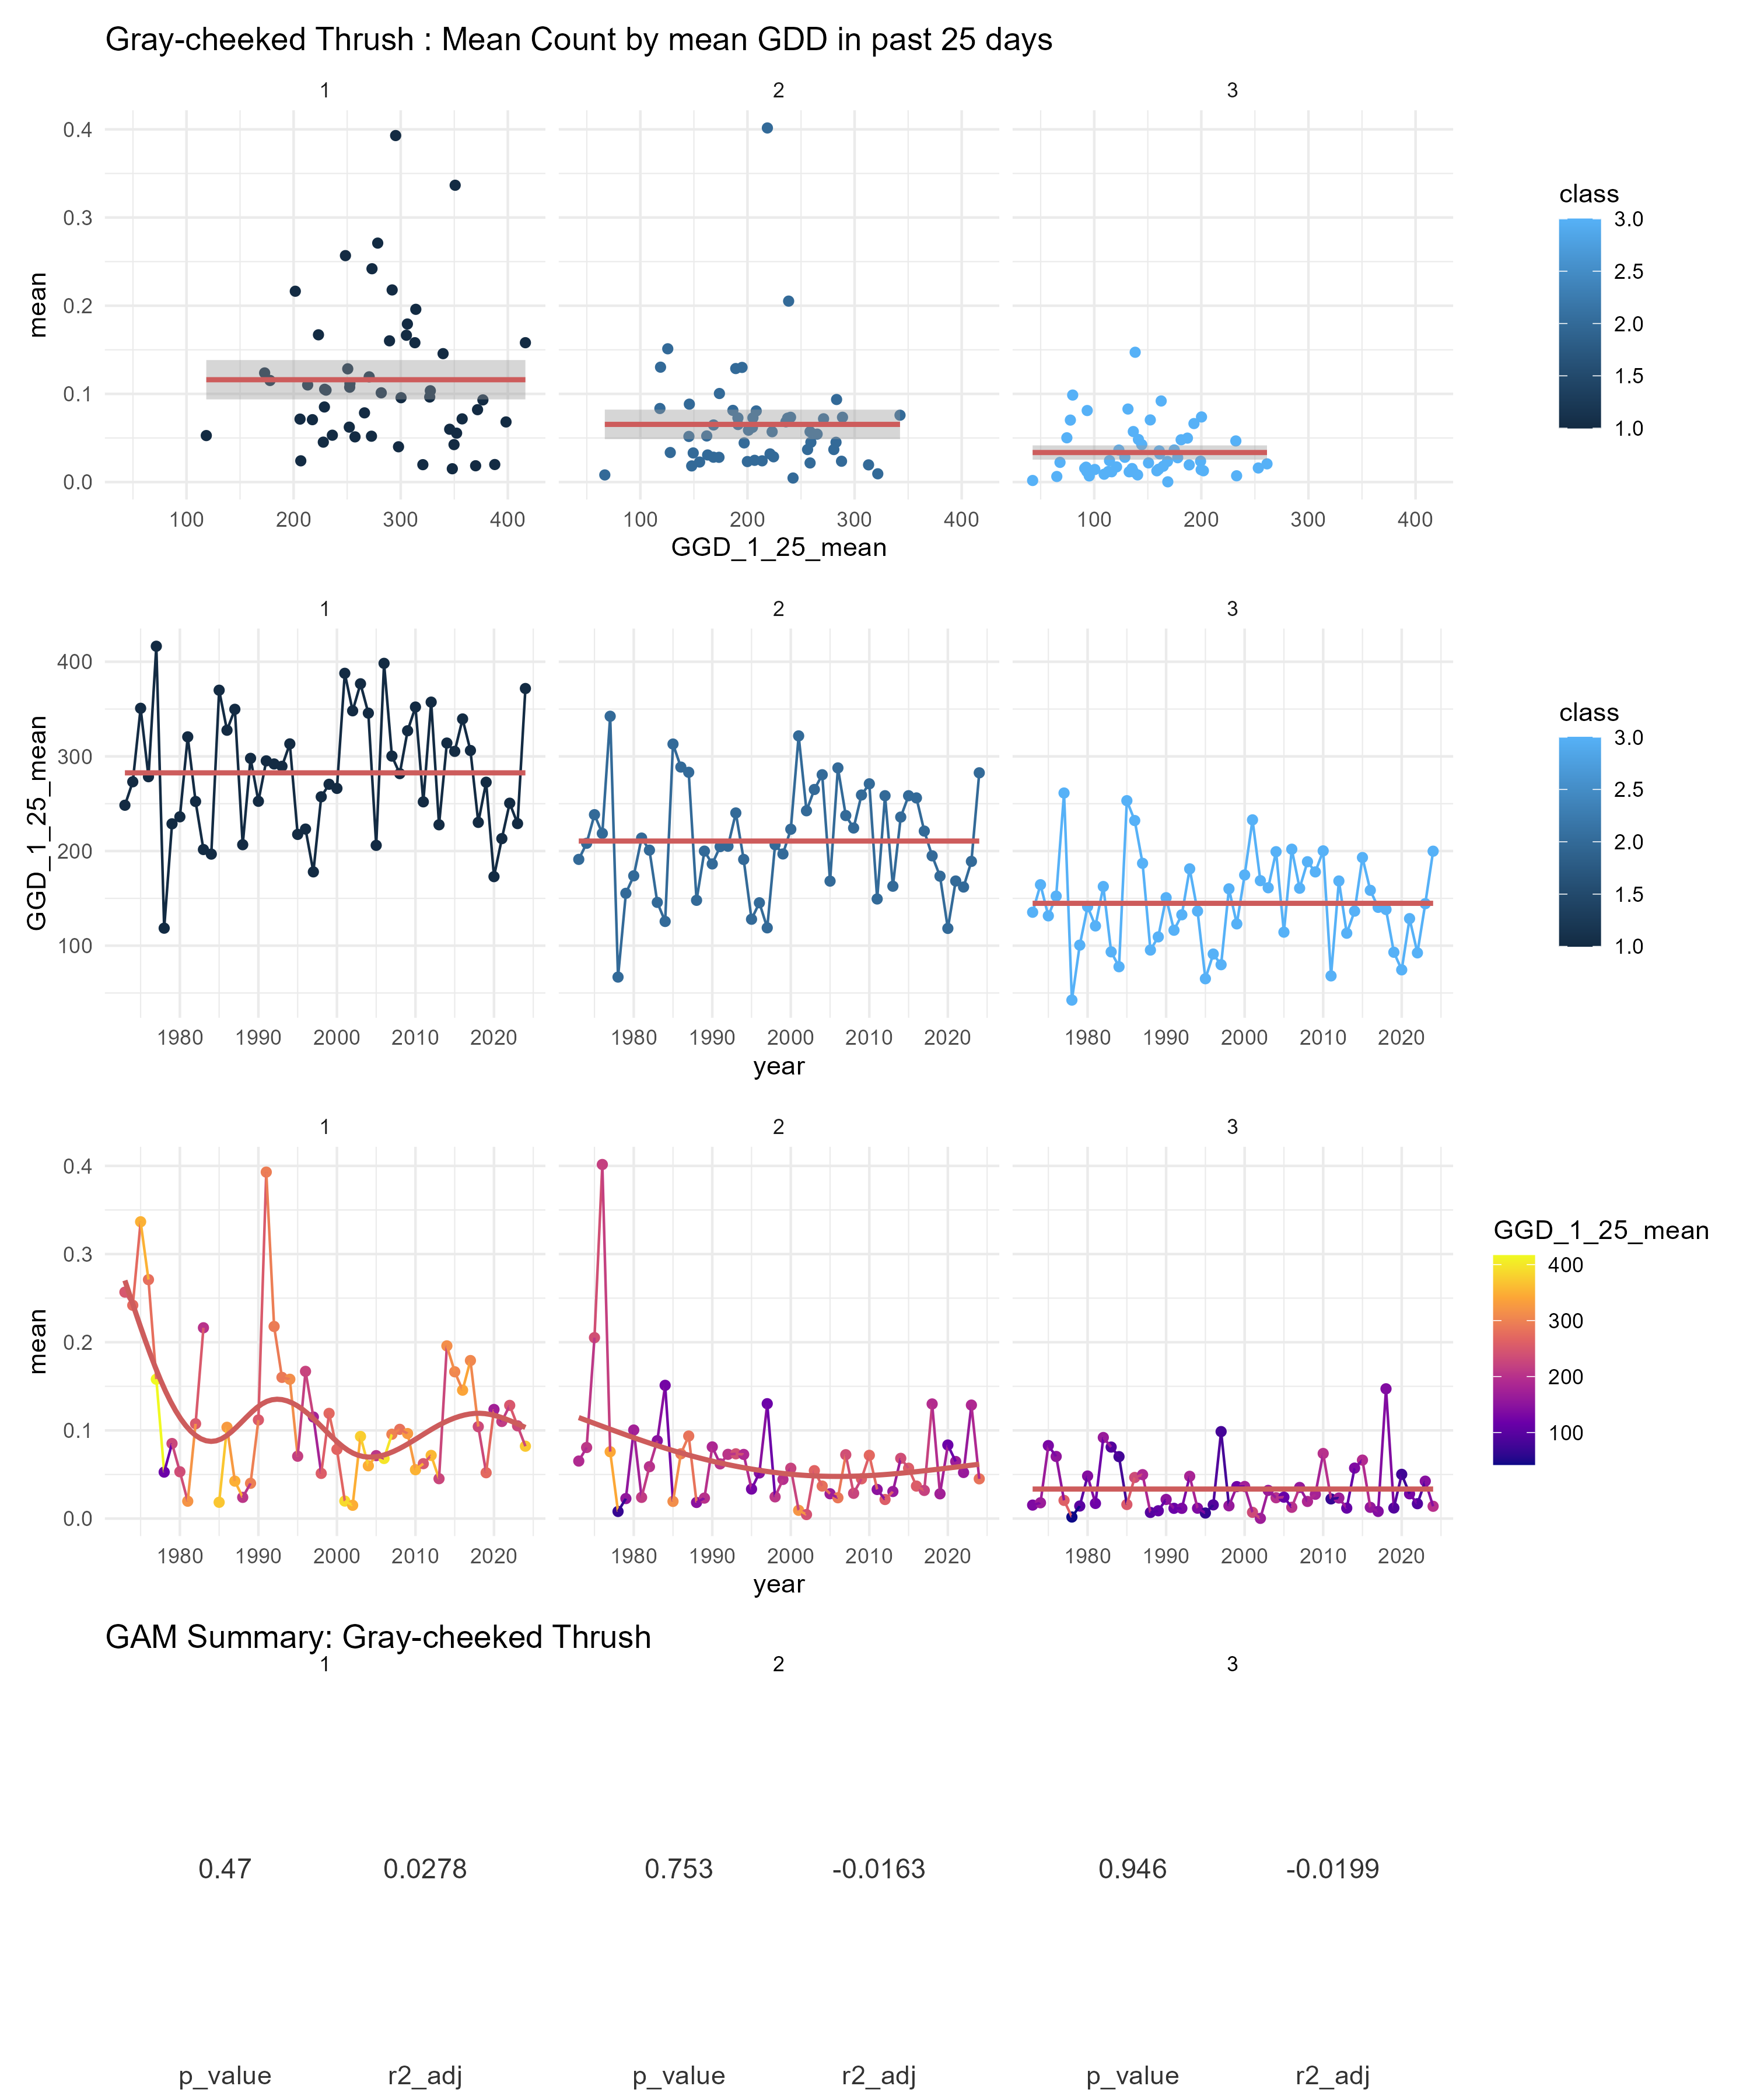 Gray-cheeked Thrush : Mean Count by mean GDD in past 25 days
1 2 3
0.4
0.3
0.2
0.1
0.0
mean
100 200 300 400 100 200 300 400 100 200 300 400
GGD_1_25_mean
class
3.0
2.5
2.0
1.5
1.0
1 2 3
400
300
200
100
GGD_1_25_mean
1980 1990 2000 2010 2020 1980 1990 2000 2010 2020 1980 1990 2000 2010 2020
year
class
3.0
2.5
2.0
1.5
1.0
1 2 3
0.4
0.3
0.2
0.1
0.0
mean
1980 1990 2000 2010 2020 1980 1990 2000 2010 2020 1980 1990 2000 2010 2020
year
GGD_1_25_mean
400
300
200
100
GAM Summary: Gray-cheeked Thrush
1 2 3
0.47 0.0278 0.753 -0.0163 0.946 -0.0199
p_value r2_adj p_value r2_adj p_value r2_adj